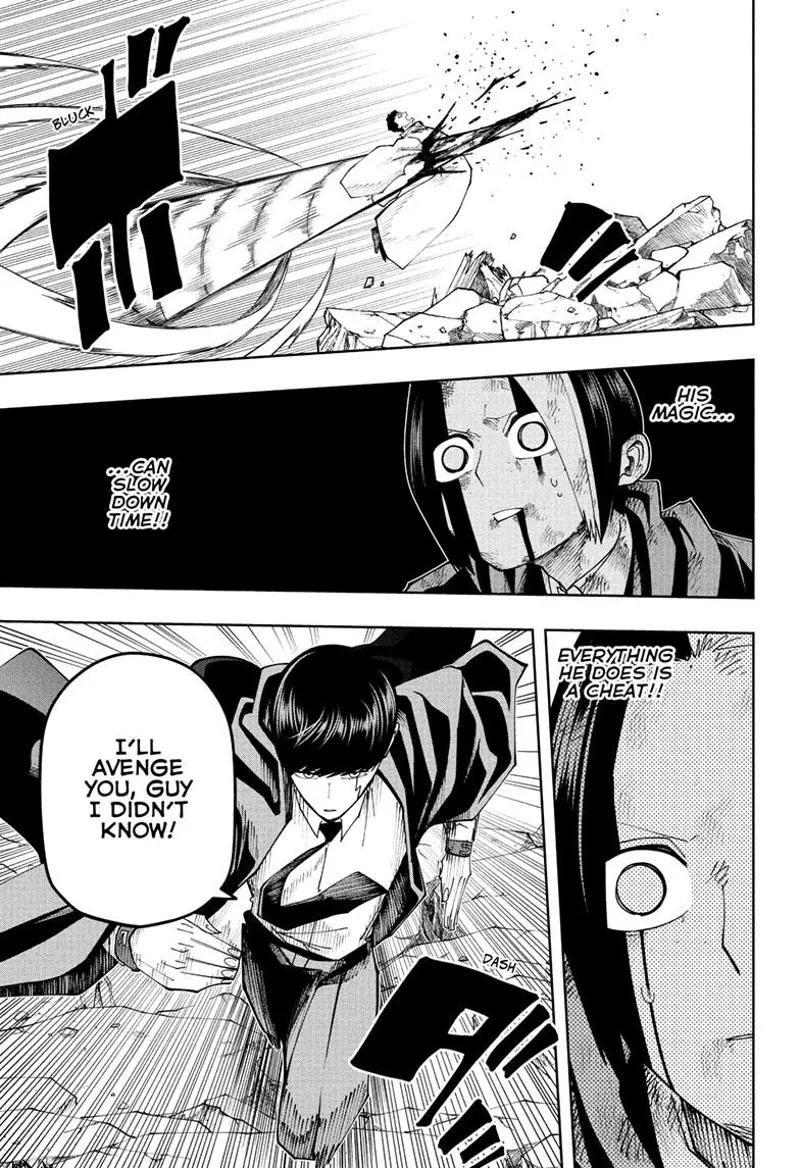 BLUCK
HIS
MAGIC...
...CAN
SLOW
DOWN
TIME!!
EVERYTHING
HE DOES IS
A CHEAT!!
I'LL
AVENGE
YOU, GUY
I DIDN'T
KNOW!
DASH